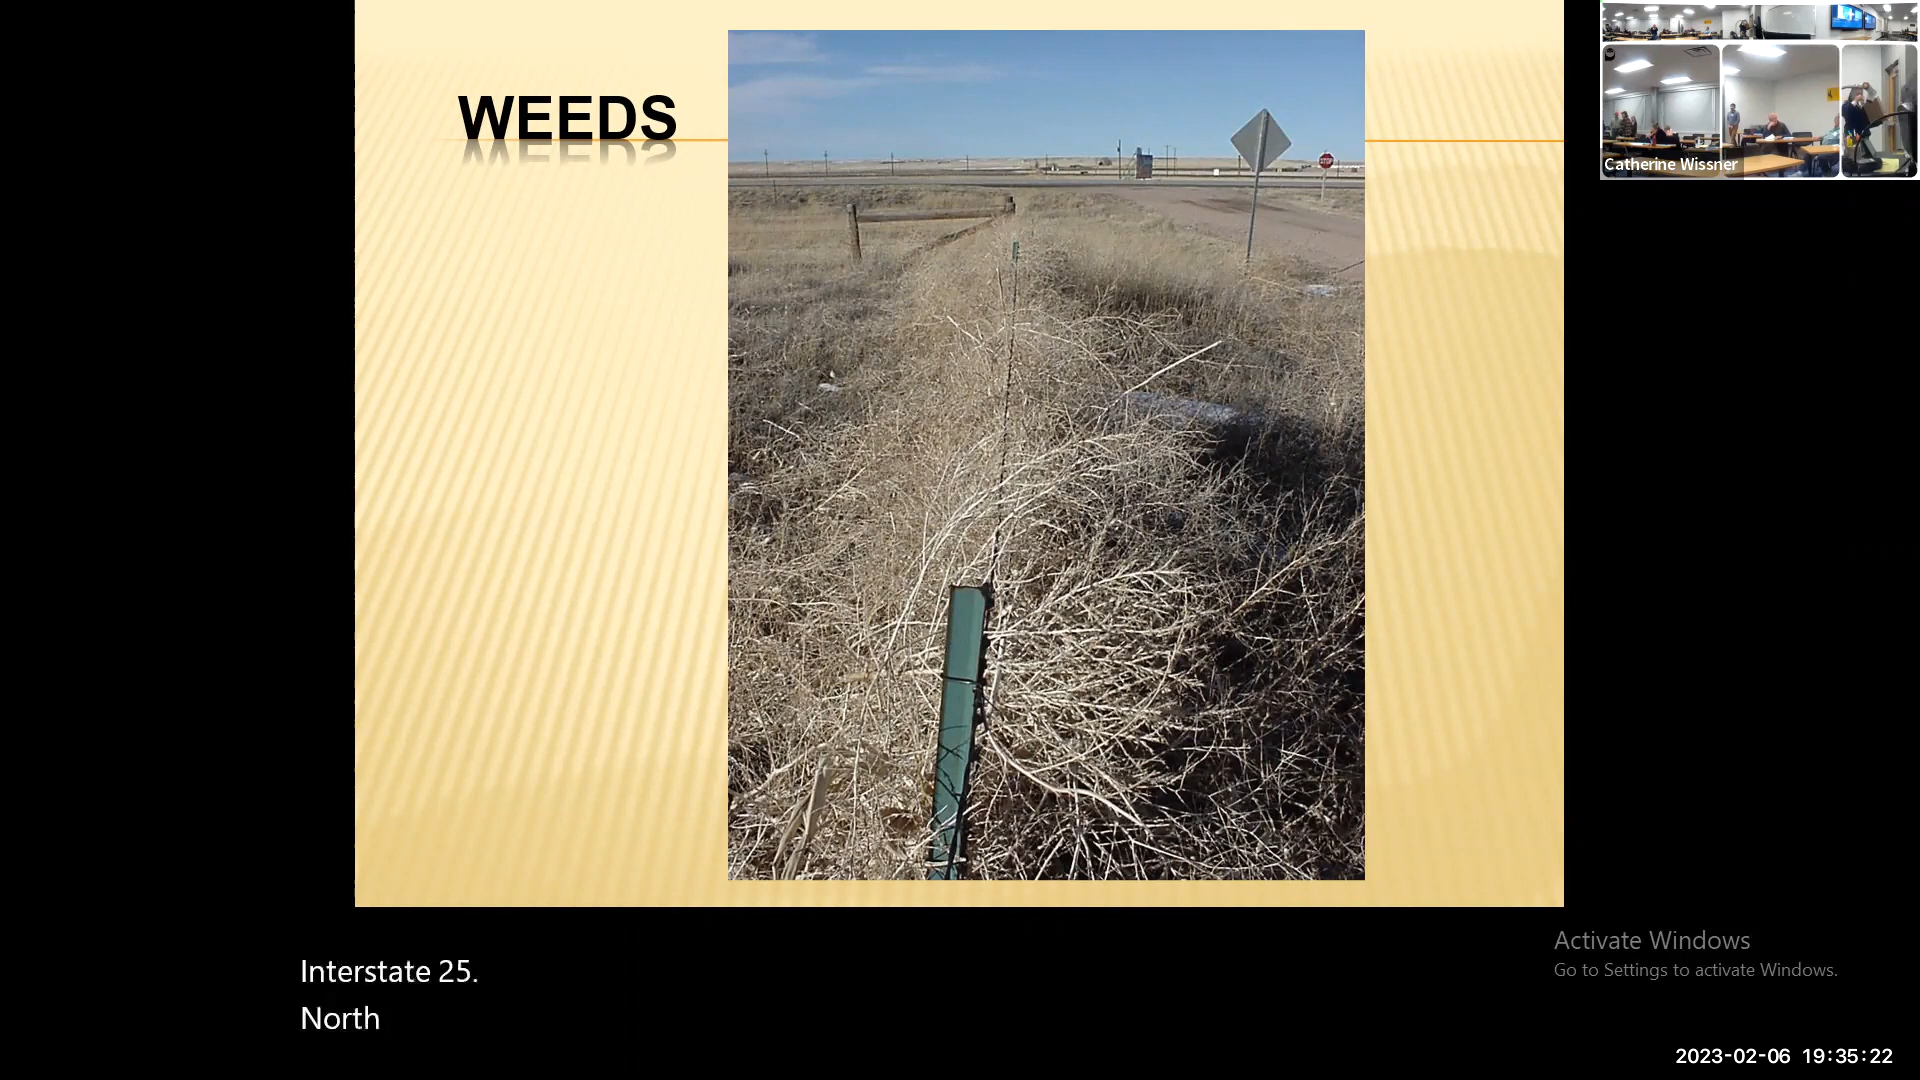 WEEDS
STOP
Catherine Wissner
Interstate 25.
North
Activate Windows
Go to Settings to activate Windows.
2023-02-06 19:35:22